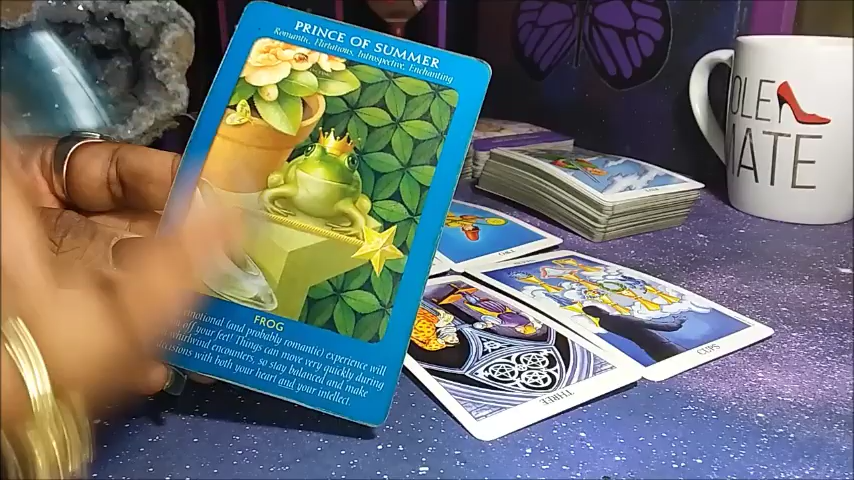 PRINCE OF SUMMER
Romantic, Flirtatious, Introspective, Enchanting
FROG
emotional (and probably romantic) experience will
off your feet! Things can move very quickly during
whirlwind encounters, so stay balanced and make
decisions with both your heart and your intellect.
OLE
MATE
TWO
CUPS
THREE